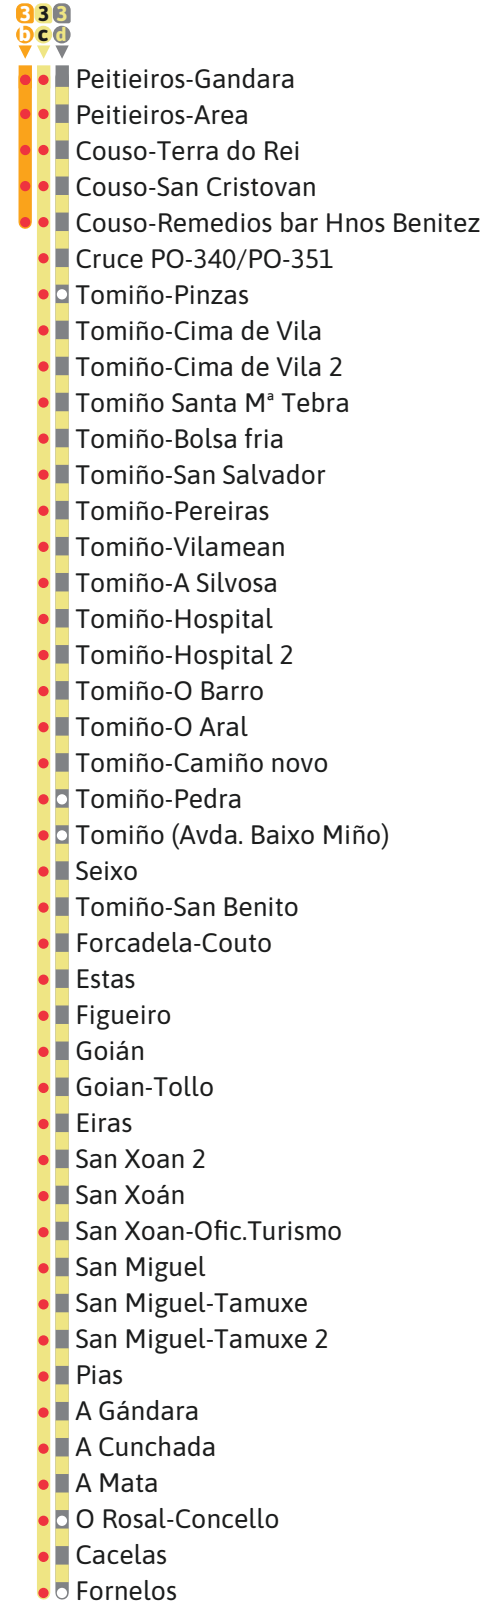 3 3 3
b c d
Peitieiros-Gandara
Peitieiros-Area
Couso-Terra do Rei
Couso-San Cristovan
Couso-Remedios bar Hnos Benitez
Cruce PO-340/PO-351
Tomiño-Pinzas
Tomiño-Cima de Vila
Tomiño-Cima de Vila 2
Tomiño Santa Mª Tebra
Tomiño-Bolsa fria
Tomiño-San Salvador
Tomiño-Pereiras
Tomiño-Vilamean
Tomiño-A Silvosa
Tomiño-Hospital
Tomiño-Hospital 2
Tomiño-O Barro
Tomiño-O Aral
Tomiño-Camiño novo
Tomiño-Pedra
Tomiño (Avda. Baixo Miño)
Seixo
Tomiño-San Benito
Forcadela-Couto
Estas
Figueiro
Goián
Goian-Tollo
Eiras
San Xoan 2
San Xoán
San Xoan-Ofic.Turismo
San Miguel
San Miguel-Tamuxe
San Miguel-Tamuxe 2
Pias
A Gándara
A Cunchada
A Mata
O Rosal-Concello
Cacelas
Fornelos